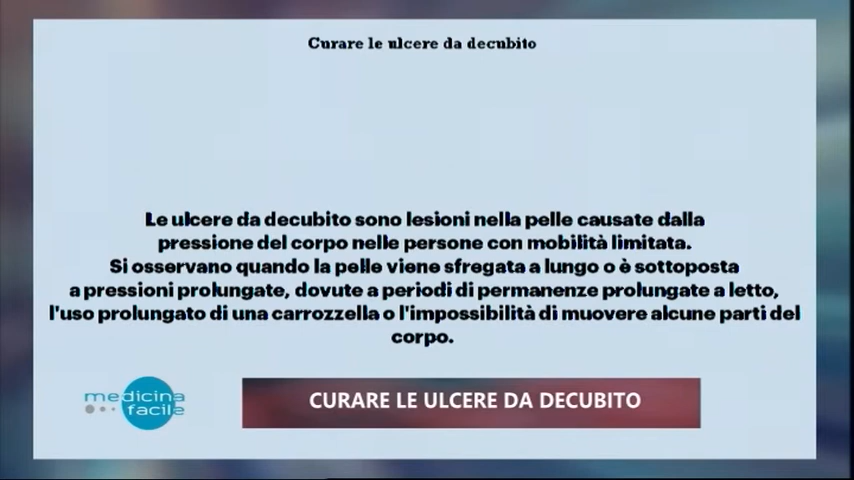 Curare le ulcere da decubito
Le ulcere da decubito sono lesioni nella pelle causate dalla
pressione del corpo nelle persone con mobilità limitata.
Si osservano quando la pelle viene sfregata a lungo o è sottoposta
a pressioni prolungate, dovute a periodi di permanenze prolungate a letto,
l'uso prolungato di una carrozzella o l'impossibilità di muovere alcune parti del
corpo.
medicina
facile
CURARE LE ULCERE DA DECUBITO